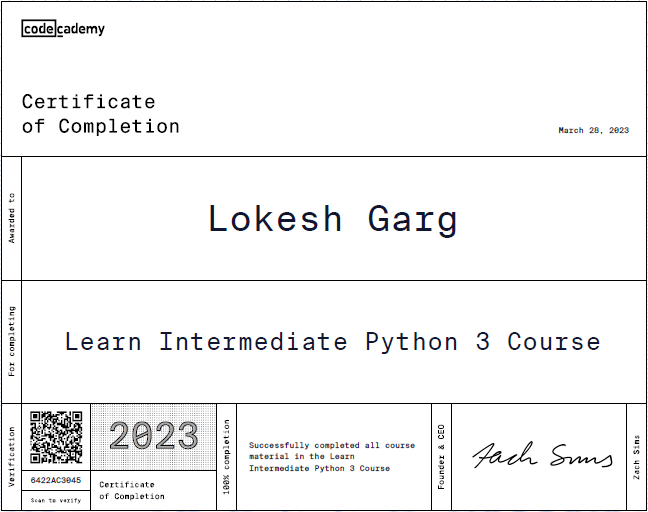 codecademy
Certificate
of Completion
March 28, 2023
Awarded to
Lokesh Garg
For completing
Learn Intermediate Python 3 Course
Verification
6422AC3045
Scan to verify
2023
Certificate
of Completion
100% completion
Successfully completed all course
material in the Learn
Intermediate Python 3 Course
Founder & CEO
Zach Sims
Zach Sims